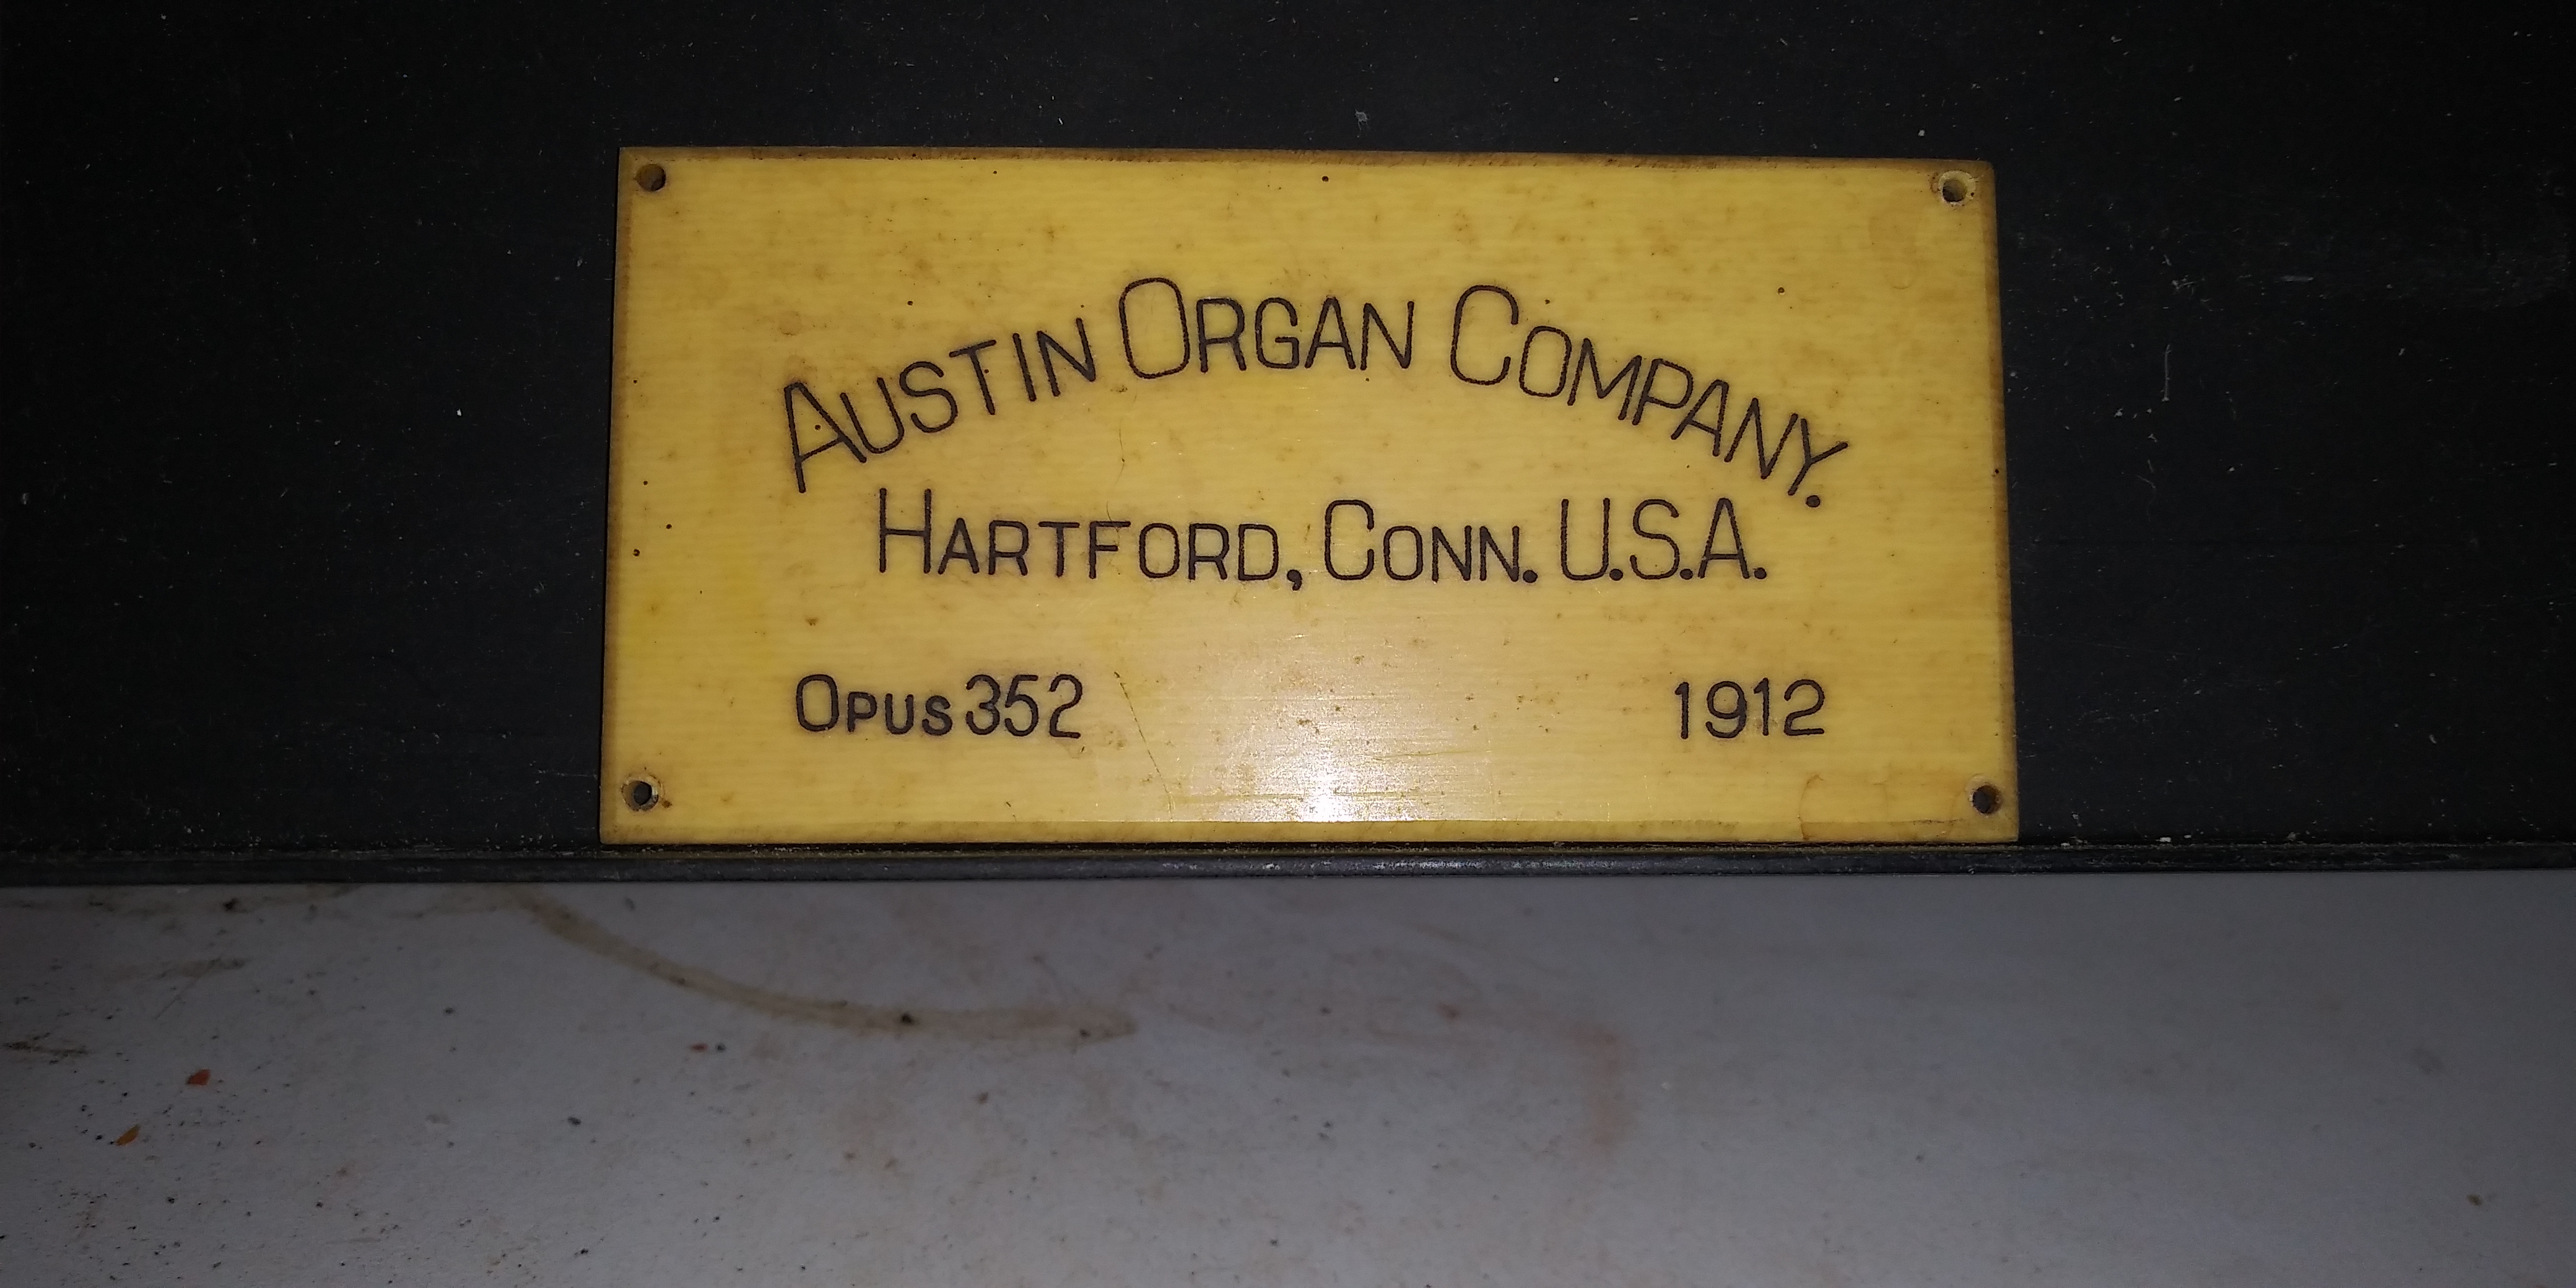 AUSTIN ORGAN COMPANY.
HARTFORD, CONN. U.S.A.
OPUS 352 1912